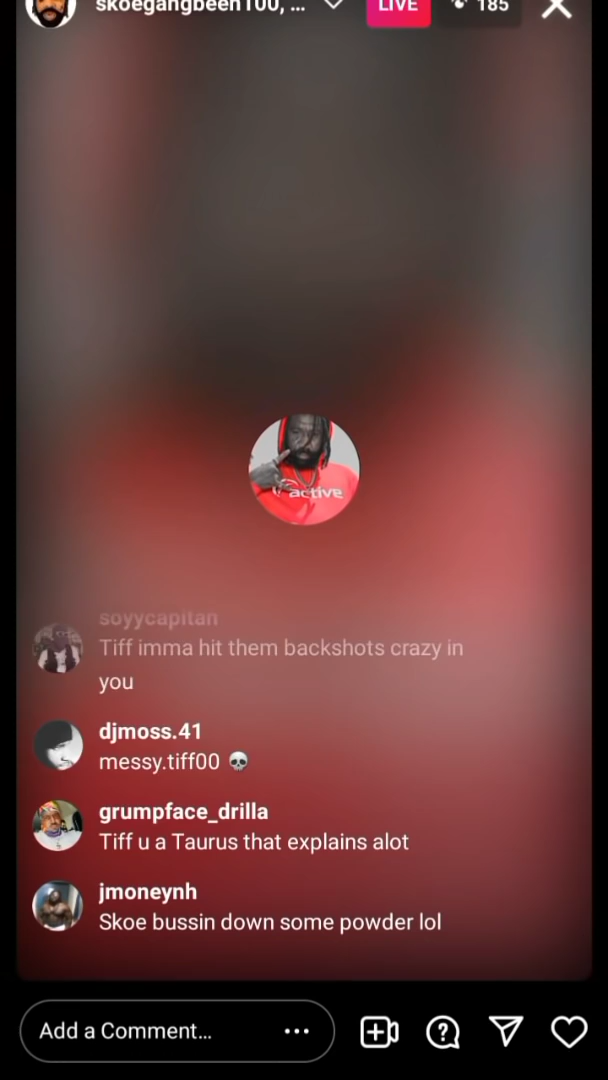 skoegangbeen100, ...
LIVE
185
active
soyycapitan
Tiff imma hit them backshots crazy in
you
djmoss.41
messy.tiff00 💀
grumpface_drilla
Tiff u a Taurus that explains alot
jmoneynh
Skoe bussin down some powder lol
Add a Comment...